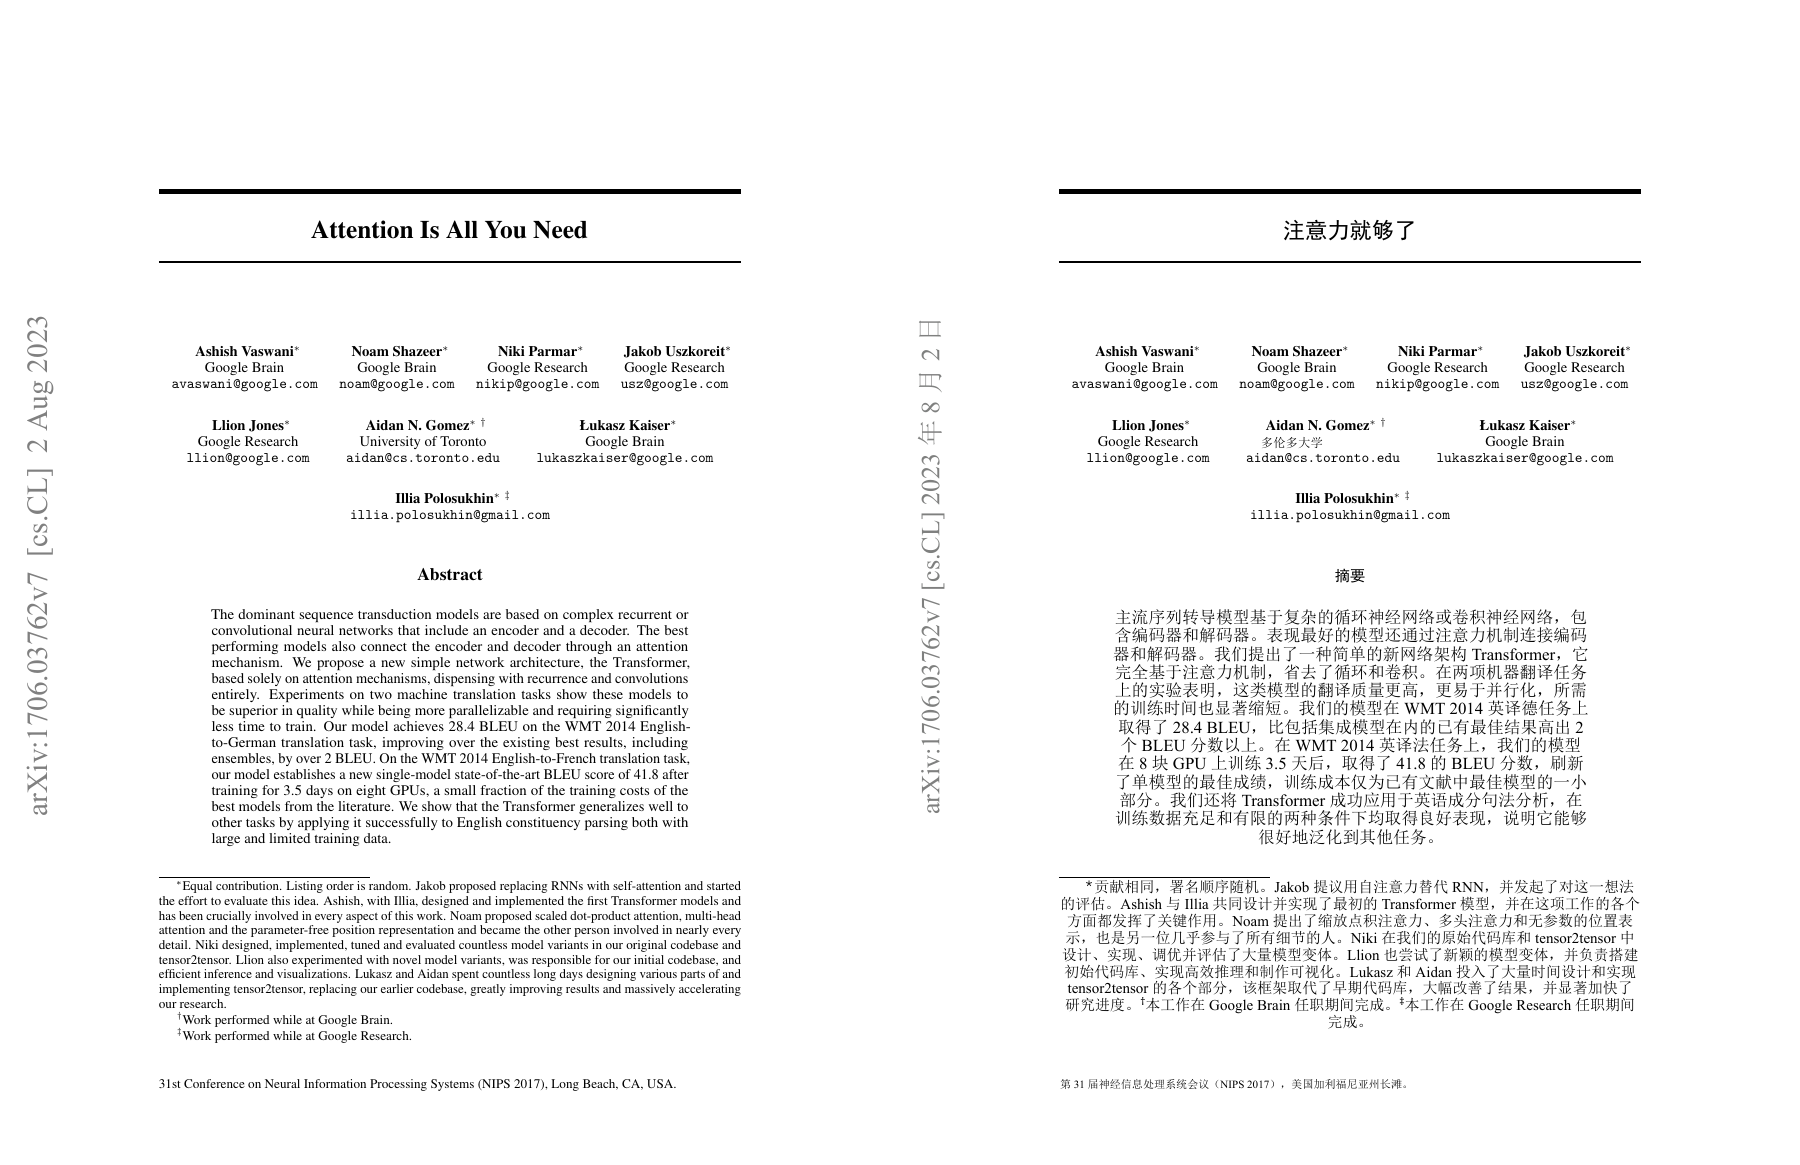 arXiv:1706.03762v7 [cs.CL] 2 Aug 2023
Attention Is All You Need
Ashish Vaswani* Noam Shazeer* Niki Parmar* Jakob Uszkoreit*
Google Brain Google Brain Google Research Google Research
avaswani@google.com noam@google.com nikip@google.com usz@google.com
Llion Jones* Aidan N. Gomez* † Łukasz Kaiser*
Google Research University of Toronto Google Brain
llion@google.com aidan@cs.toronto.edu lukaszkaiser@google.com
Illia Polosukhin* ‡
illia.polosukhin@gmail.com
Abstract
The dominant sequence transduction models are based on complex recurrent or
convolutional neural networks that include an encoder and a decoder. The best
performing models also connect the encoder and decoder through an attention
mechanism. We propose a new simple network architecture, the Transformer,
based solely on attention mechanisms, dispensing with recurrence and convolutions
entirely. Experiments on two machine translation tasks show these models to
be superior in quality while being more parallelizable and requiring significantly
less time to train. Our model achieves 28.4 BLEU on the WMT 2014 English-
to-German translation task, improving over the existing best results, including
ensembles, by over 2 BLEU. On the WMT 2014 English-to-French translation task,
our model establishes a new single-model state-of-the-art BLEU score of 41.8 after
training for 3.5 days on eight GPUs, a small fraction of the training costs of the
best models from the literature. We show that the Transformer generalizes well to
other tasks by applying it successfully to English constituency parsing both with
large and limited training data.
*Equal contribution. Listing order is random. Jakob proposed replacing RNNs with self-attention and started
the effort to evaluate this idea. Ashish, with Illia, designed and implemented the first Transformer models and
has been crucially involved in every aspect of this work. Noam proposed scaled dot-product attention, multi-head
attention and the parameter-free position representation and became the other person involved in nearly every
detail. Niki designed, implemented, tuned and evaluated countless model variants in our original codebase and
tensor2tensor. Llion also experimented with novel model variants, was responsible for our initial codebase, and
efficient inference and visualizations. Lukasz and Aidan spent countless long days designing various parts of and
implementing tensor2tensor, replacing our earlier codebase, greatly improving results and massively accelerating
our research.
†Work performed while at Google Brain.
‡Work performed while at Google Research.
31st Conference on Neural Information Processing Systems (NIPS 2017), Long Beach, CA, USA.
arXiv:1706.03762v7 [cs.CL] 2023 年 8 月 2 日
注意力就够了
Ashish Vaswani* Noam Shazeer* Niki Parmar* Jakob Uszkoreit*
Google Brain Google Brain Google Research Google Research
avaswani@google.com noam@google.com nikip@google.com usz@google.com
Llion Jones* Aidan N. Gomez* † Łukasz Kaiser*
Google Research 多伦多大学 Google Brain
llion@google.com aidan@cs.toronto.edu lukaszkaiser@google.com
Illia Polosukhin* ‡
illia.polosukhin@gmail.com
摘要
主流序列转导模型基于复杂的循环神经网络或卷积神经网络，包
含编码器和解码器。表现最好的模型还通过注意力机制连接编码
器和解码器。我们提出了一种简单的新网络架构 Transformer，它
完全基于注意力机制，省去了循环和卷积。在两项机器翻译任务
上的实验表明，这类模型的翻译质量更高，更易于并行化，所需
的训练时间也显著缩短。我们的模型在 WMT 2014 英译德任务上
取得了 28.4 BLEU，比包括集成模型在内的已有最佳结果高出 2
个 BLEU 分数以上。在 WMT 2014 英译法任务上，我们的模型
在 8 块 GPU 上训练 3.5 天后，取得了 41.8 的 BLEU 分数，刷新
了单模型的最佳成绩，训练成本仅为已有文献中最佳模型的一小
部分。我们还将 Transformer 成功应用于英语成分句法分析，在
训练数据充足和有限的两种条件下均取得良好表现，说明它能够
很好地泛化到其他任务。
*贡献相同，署名顺序随机。Jakob 提议用自注意力替代 RNN，并发起了对这一想法
的评估。Ashish 与 Illia 共同设计并实现了最初的 Transformer 模型，并在这项工作的各个
方面都发挥了关键作用。Noam 提出了缩放点积注意力、多头注意力和无参数的位置表
示，也是另一位几乎参与了所有细节的人。Niki 在我们的原始代码库和 tensor2tensor 中
设计、实现、调优并评估了大量模型变体。Llion 也尝试了新颖的模型变体，并负责搭建
初始代码库、实现高效推理和制作可视化。Lukasz 和 Aidan 投入了大量时间设计和实现
tensor2tensor 的各个部分，该框架取代了早期代码库，大幅改善了结果，并显著加快了
研究进度。†本工作在 Google Brain 任职期间完成。‡本工作在 Google Research 任职期间
完成。
第 31 届神经信息处理系统会议（NIPS 2017），美国加利福尼亚州长滩。